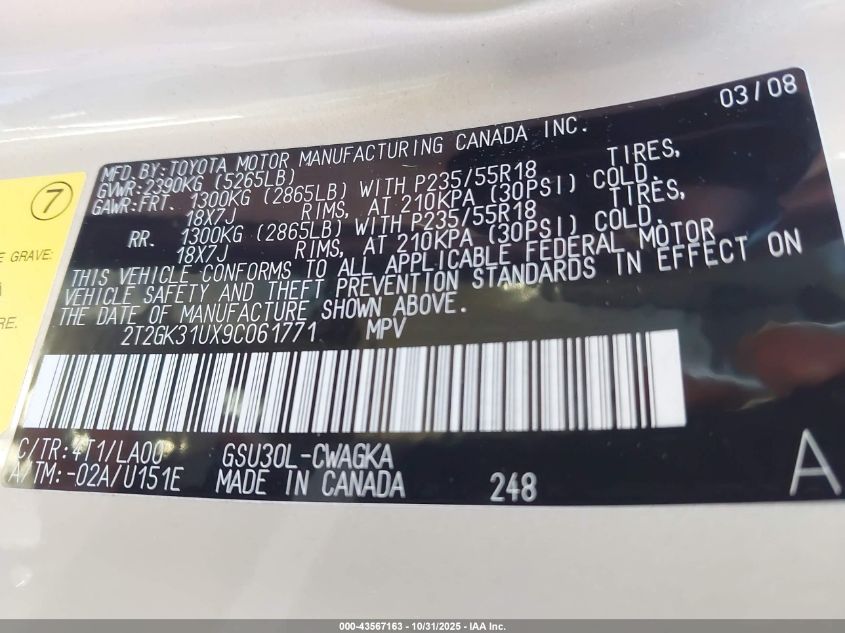 03/08
MFD.BY:TOYOTA MOTOR MANUFACTURING CANADA INC.
GVWR:2390KG (5265LB)
GAWR:FRT. 1300KG (2865LB) WITH P235/55R18 TIRES,
18X7J RIMS, AT 210KPA (30PSI) COLD.
RR. 1300KG (2865LB) WITH P235/55R18 TIRES,
18X7J RIMS, AT 210KPA (30PSI) COLD.
THIS VEHICLE CONFORMS TO ALL APPLICABLE FEDERAL MOTOR
VEHICLE SAFETY AND THEFT PREVENTION STANDARDS IN EFFECT ON
THE DATE OF MANUFACTURE SHOWN ABOVE.
2T2GK31UX9C061771 MPV
C/TR:4T1/LA00 GSU30L-CWAGKA
A/TM:-02A/U151E MADE IN CANADA 248
A
7
E GRAVE:
RE.
000-43567163 - 10/31/2025 - IAA Inc.